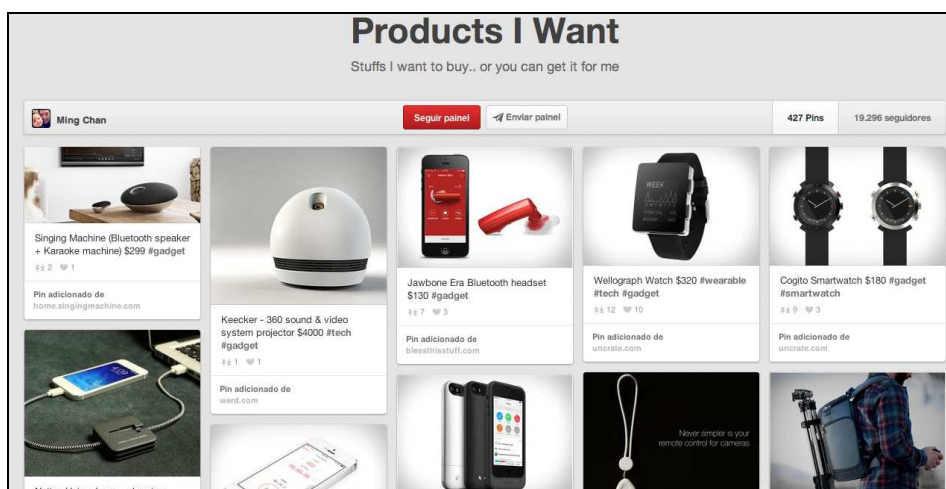 Products I Want
Stuffs I want to buy.. or you can get it for me
Ming Chan
Seguir painel
Enviar painel
427 Pins
19.296 seguidores
Singing Machine (Bluetooth speaker
+ Karaoke machine) $299 #gadget
2 1
Pin adicionado de
home.singingmachine.com
Keecker - 360 sound & video
system projector $4000 #tech
#gadget
1 1
Pin adicionado de
werd.com
Jawbone Era Bluetooth headset
$130 #gadget
7 3
Pin adicionado de
blessthisstuff.com
WEEK
Wellograph Watch $320 #wearable
#tech #gadget
12 10
Pin adicionado de
uncrate.com
Cogito Smartwatch $180 #gadget
#smartwatch
9 3
Pin adicionado de
uncrate.com
Never simpler is your
remote control for cameras